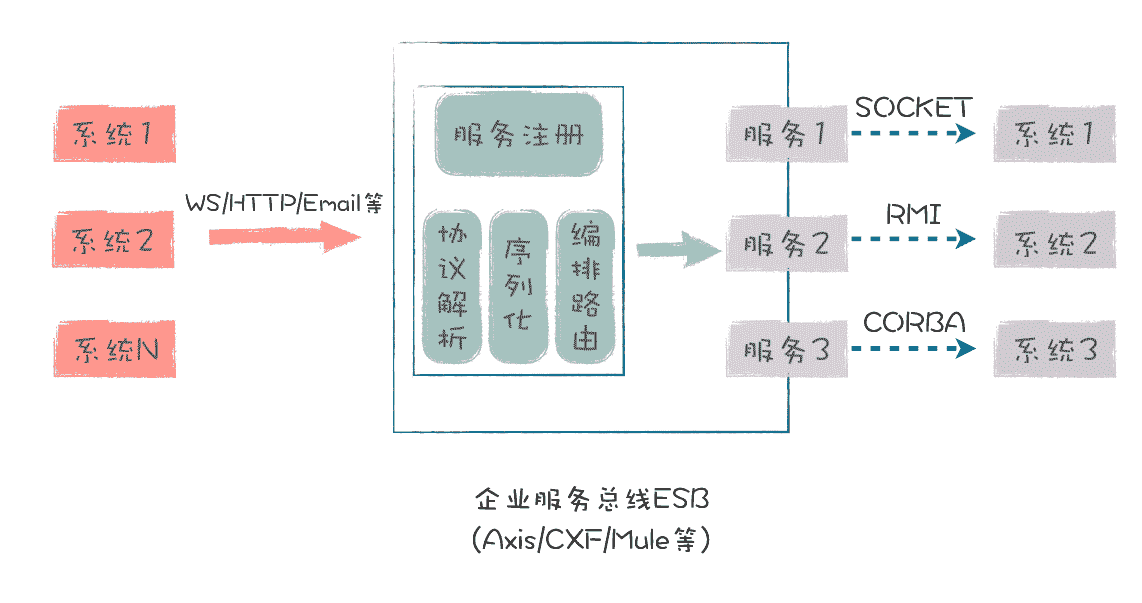 系统1
系统2
系统N
WS/HTTP/Email等
服务注册
协议解析
序列化
编排路由
服务1
服务2
服务3
SOCKET
RMI
CORBA
系统1
系统2
系统3
企业服务总线ESB
(Axis/CXF/Mule等)